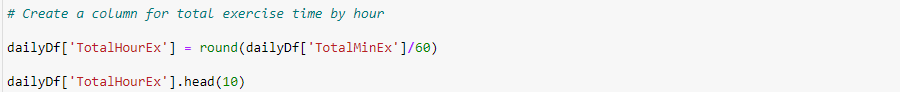 # Create a column for total exercise time by hour
dailyDf['TotalHourEx'] = round(dailyDf['TotalMinEx']/60)
dailyDf['TotalHourEx'].head(10)